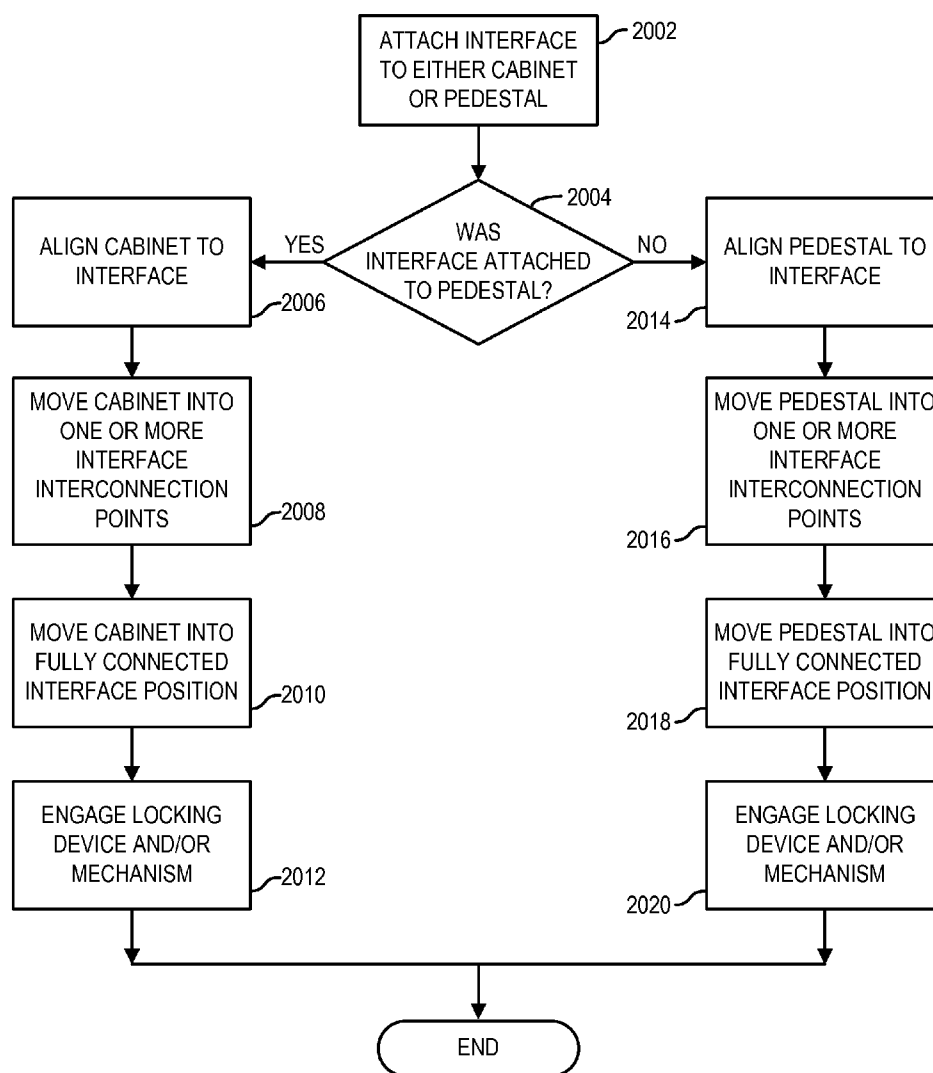 ATTACH INTERFACE
TO EITHER CABINET
OR PEDESTAL
2002
2004
WAS
INTERFACE ATTACHED
TO PEDESTAL?
YES
NO
ALIGN CABINET TO
INTERFACE
2006
MOVE CABINET INTO
ONE OR MORE
INTERFACE
INTERCONNECTION
POINTS
2008
MOVE CABINET INTO
FULLY CONNECTED
INTERFACE POSITION
2010
ENGAGE LOCKING
DEVICE AND/OR
MECHANISM
2012
ALIGN PEDESTAL TO
INTERFACE
2014
MOVE PEDESTAL INTO
ONE OR MORE
INTERFACE
INTERCONNECTION
POINTS
2016
MOVE PEDESTAL INTO
FULLY CONNECTED
INTERFACE POSITION
2018
ENGAGE LOCKING
DEVICE AND/OR
MECHANISM
2020
END